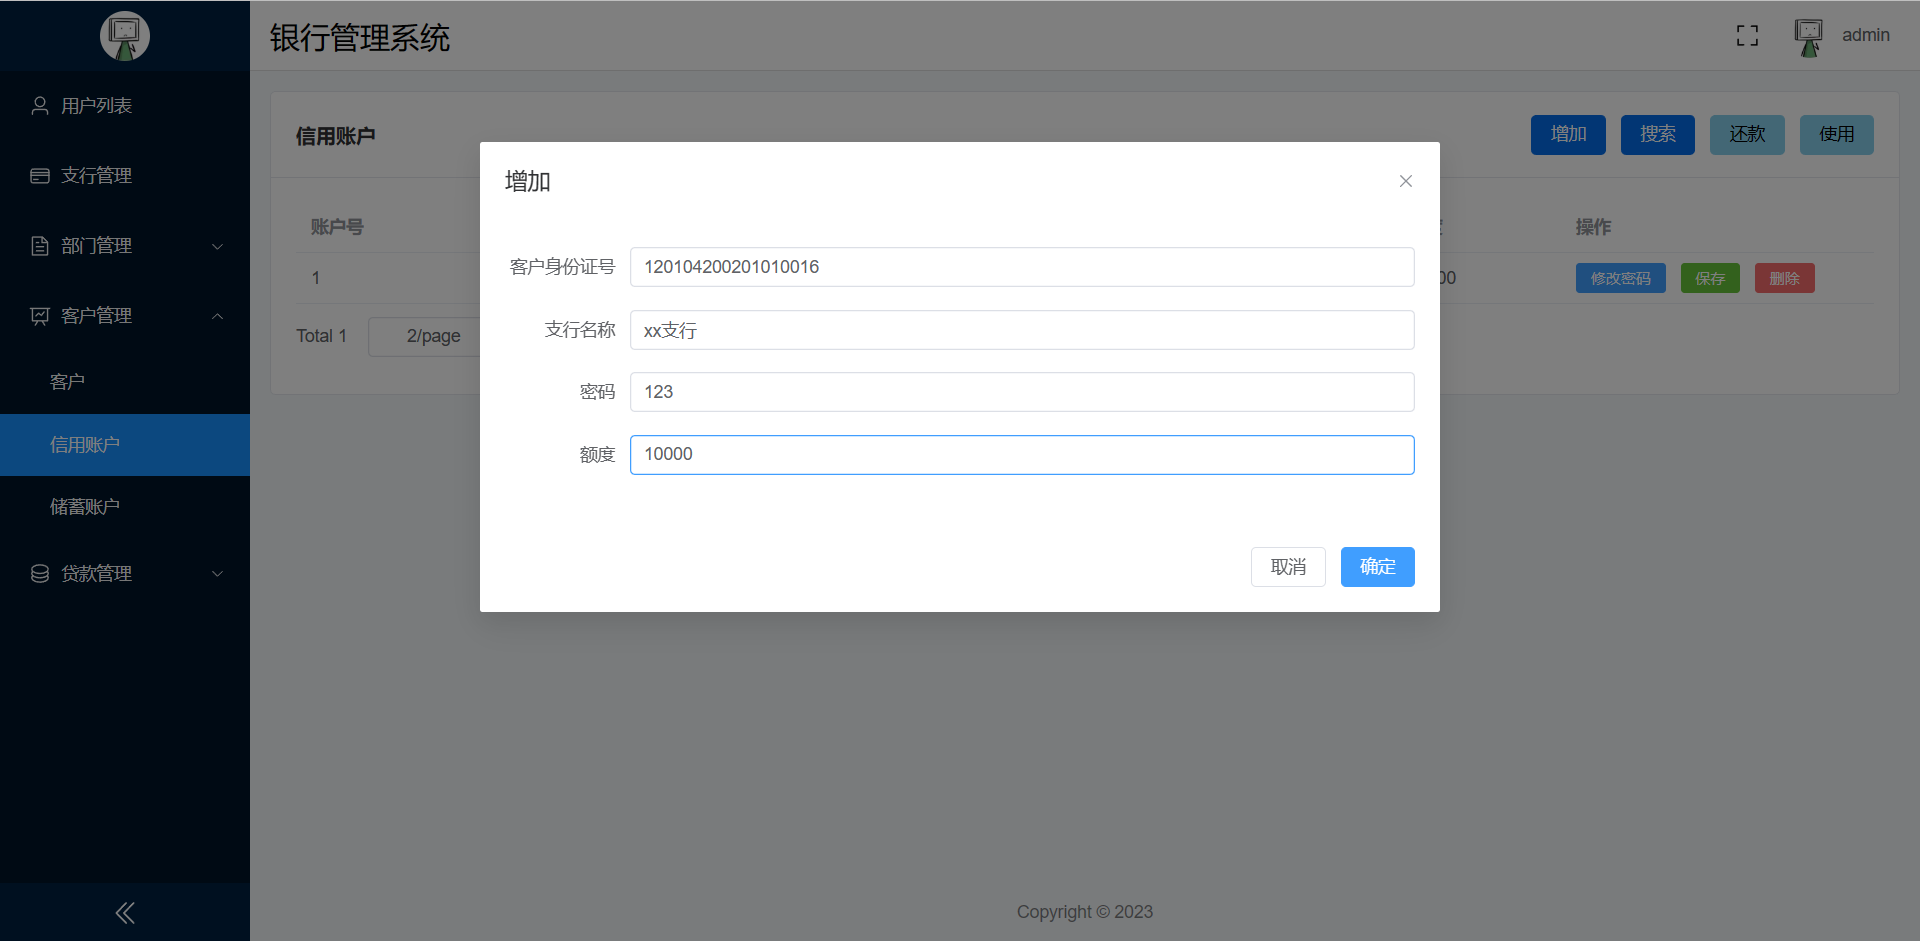 银行管理系统
admin
用户列表
支行管理
部门管理
客户管理
客户
信用账户
储蓄账户
贷款管理
信用账户
增加
搜索
还款
使用
账户号
操作
1
00
修改密码
保存
删除
Total 1
2/page
增加
客户身份证号
120104200201010016
支行名称
xx支行
密码
123
额度
10000
取消
确定
Copyright © 2023